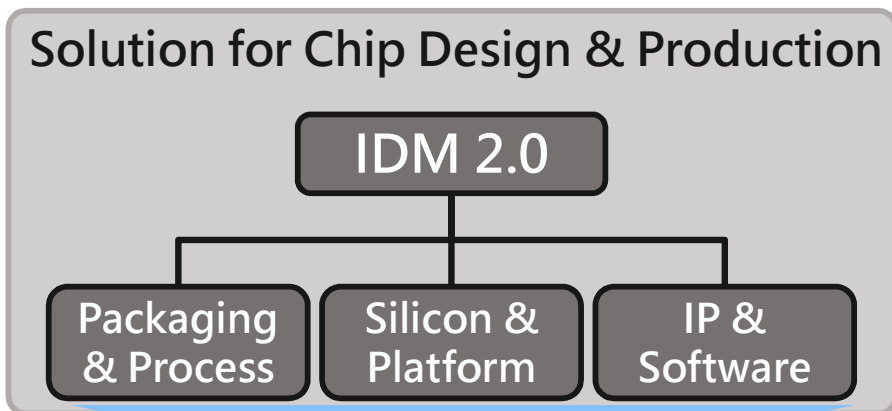 Solution for Chip Design & Production
IDM 2.0
Packaging
& Process
Silicon &
Platform
IP &
Software